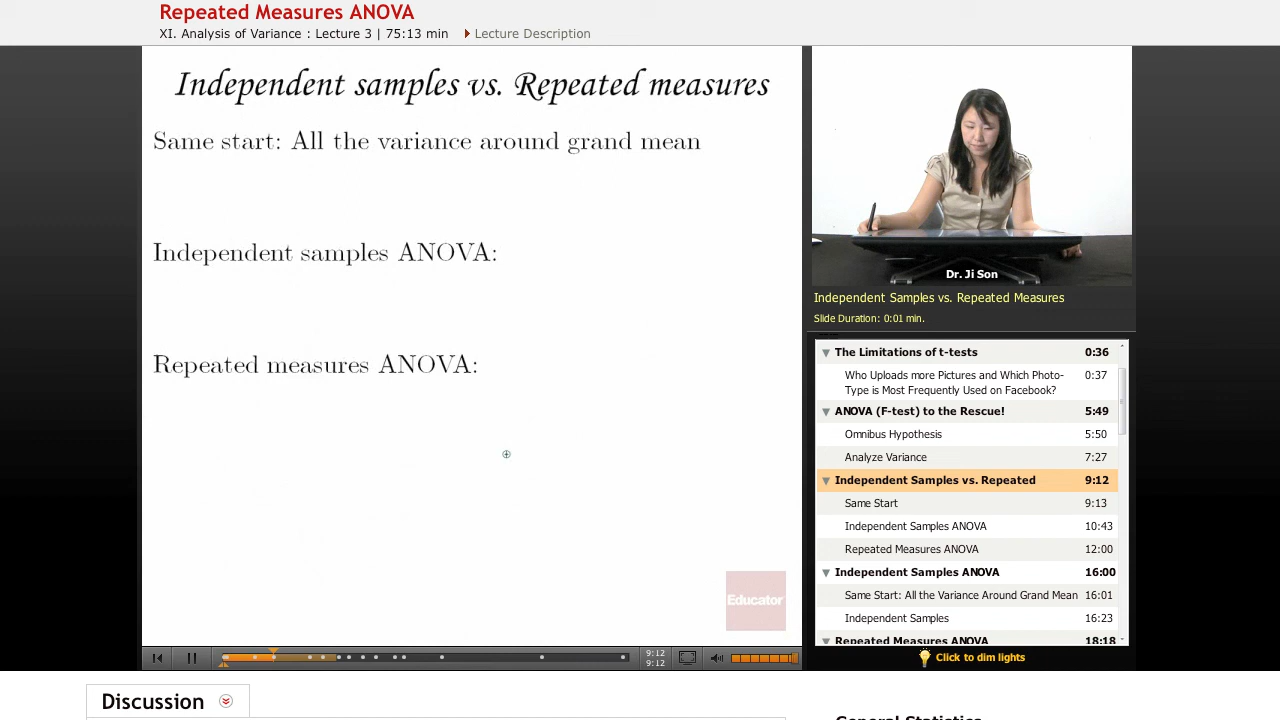 Repeated Measures ANOVA
XI. Analysis of Variance : Lecture 3 | 75:13 min Lecture Description
Independent samples vs. Repeated measures
Same start: All the variance around grand mean
Independent samples ANOVA:
Repeated measures ANOVA:
Educator
9:12
9:12
Dr. Ji Son
Independent Samples vs. Repeated Measures
Slide Duration: 0:01 min.
The Limitations of t-tests 0:36
Who Uploads more Pictures and Which Photo- 0:37
Type is Most Frequently Used on Facebook?
ANOVA (F-test) to the Rescue! 5:49
Omnibus Hypothesis 5:50
Analyze Variance 7:27
Independent Samples vs. Repeated 9:12
Same Start 9:13
Independent Samples ANOVA 10:43
Repeated Measures ANOVA 12:00
Independent Samples ANOVA 16:00
Same Start: All the Variance Around Grand Mean 16:01
Independent Samples 16:23
Repeated Measures ANOVA 18:18
Click to dim lights
Discussion
General Statistics